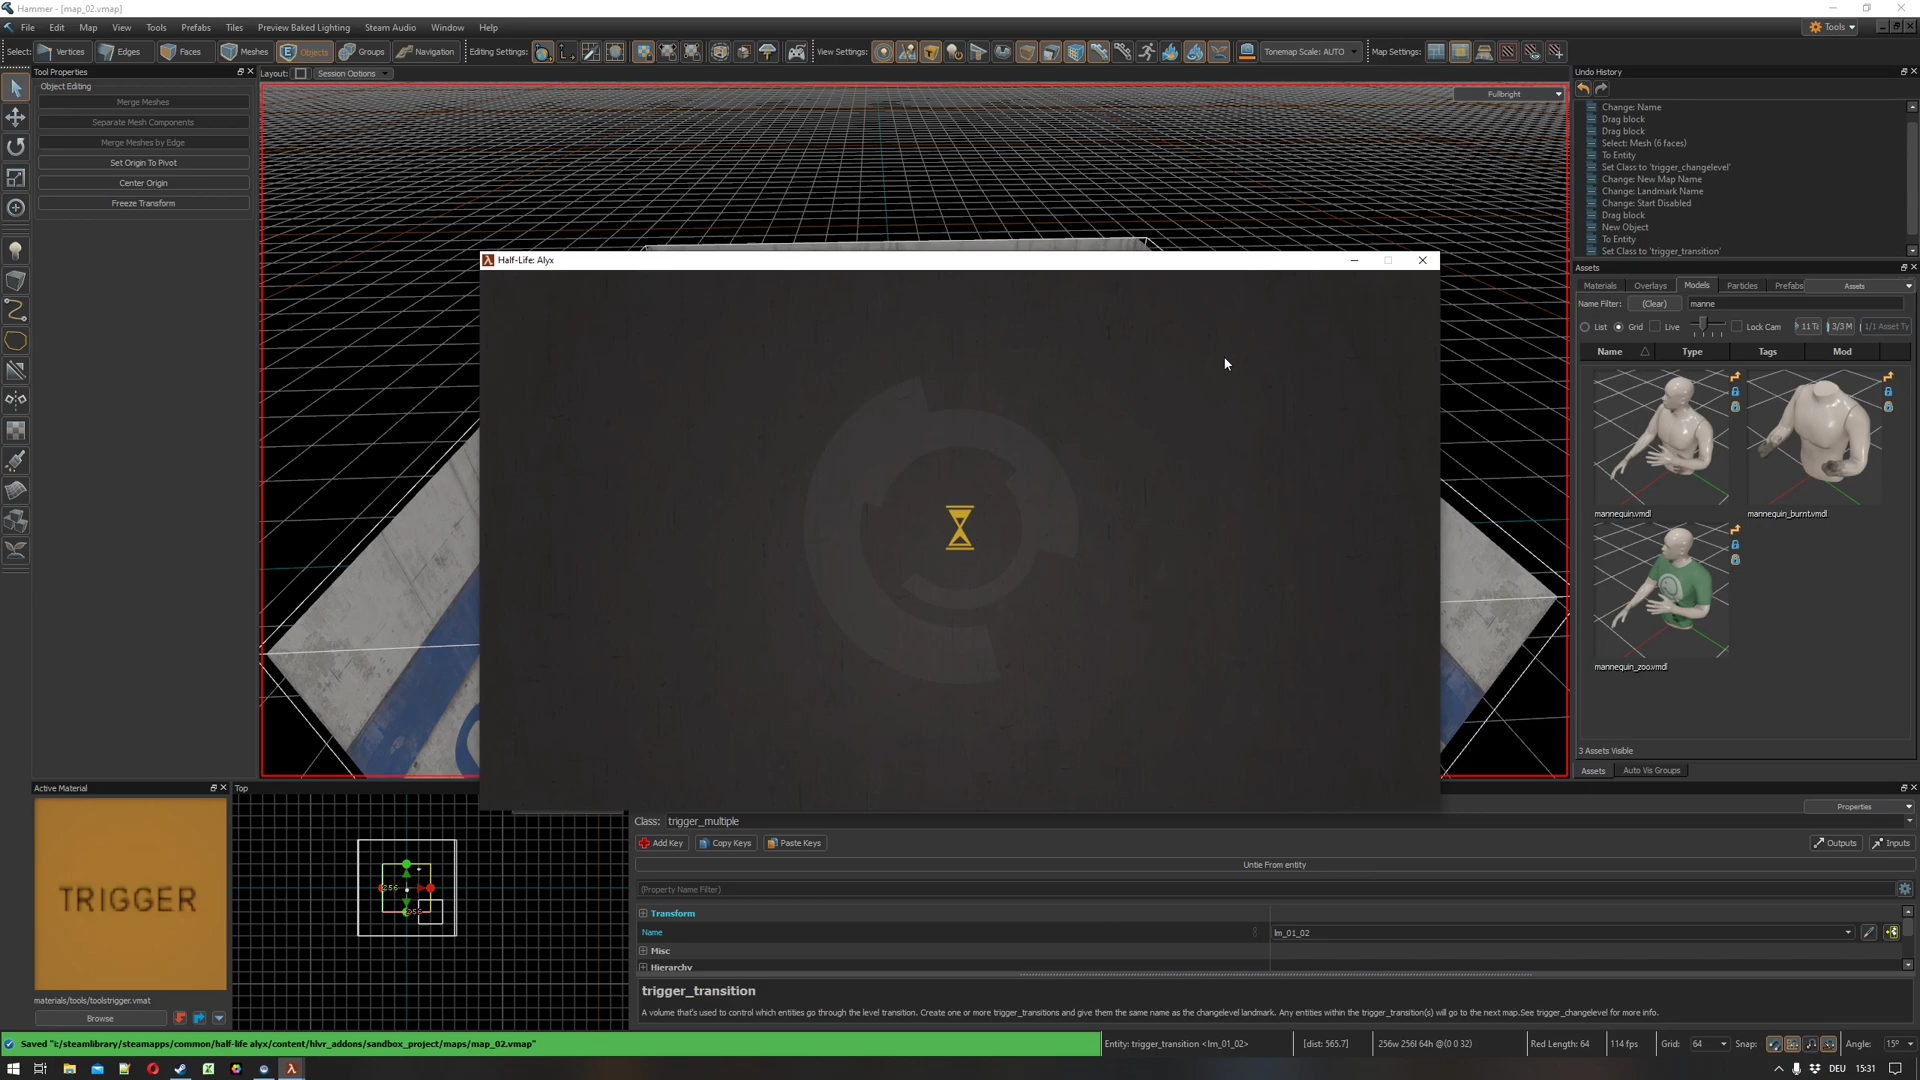 Hammer - [map_02.vmap]
File Edit Map View Tools Prefabs Tiles Preview Baked Lighting Steam Audio Window Help Tools
Select: Vertices Edges Faces Meshes Objects Groups Navigation Editing Settings: View Settings: Tonemap Scale: AUTO Map Settings:
Tool Properties
Object Editing
Merge Meshes
Separate Mesh Components
Merge Meshes by Edge
Set Origin To Pivot
Center Origin
Freeze Transform
Layout: Session Options
Fullbright
Half-Life: Alyx
Undo History
Change: Name
Drag block
Drag block
Select: Mesh (6 faces)
To Entity
Set Class to 'trigger_changelevel'
Change: New Map Name
Change: Landmark Name
Change: Start Disabled
Drag block
New Object
To Entity
Set Class to 'trigger_transition'
Assets
Materials Overlays Models Particles Prefabs Assets
Name Filter: (Clear) manne
List Grid Live Lock Cam 11 Ta 3/3 M 1/1 Asset Ty
Name Type Tags Mod
mannequin.vmdl mannequin_burnt.vmdl
mannequin_zoo.vmdl
3 Assets Visible
Assets Auto Vis Groups
Active Material
TRIGGER
materials/tools/toolstrigger.vmat
Browse
Top
256
256
Properties
Class: trigger_multiple
Add Key Copy Keys Paste Keys Outputs Inputs
Untie From entity
(Property Name Filter)
Transform
Name lm_01_02
Misc
Hierarchy
trigger_transition
A volume that's used to control which entities go through the level transition. Create one or more trigger_transitions and give them the same name as the changelevel landmark. Any entities within the trigger_transition(s) will go to the next map.See trigger_changelevel for more info.
Saved "i:/steamlibrary/steamapps/common/half-life alyx/content/hlvr_addons/sandbox_project/maps/map_02.vmap"
Entity: trigger_transition <lm_01_02> [dist: 565.7] 256w 256l 64h @(0 0 32) Red Length: 64 114 fps Grid: 64 Snap: Angle: 15º
DEU 15:31